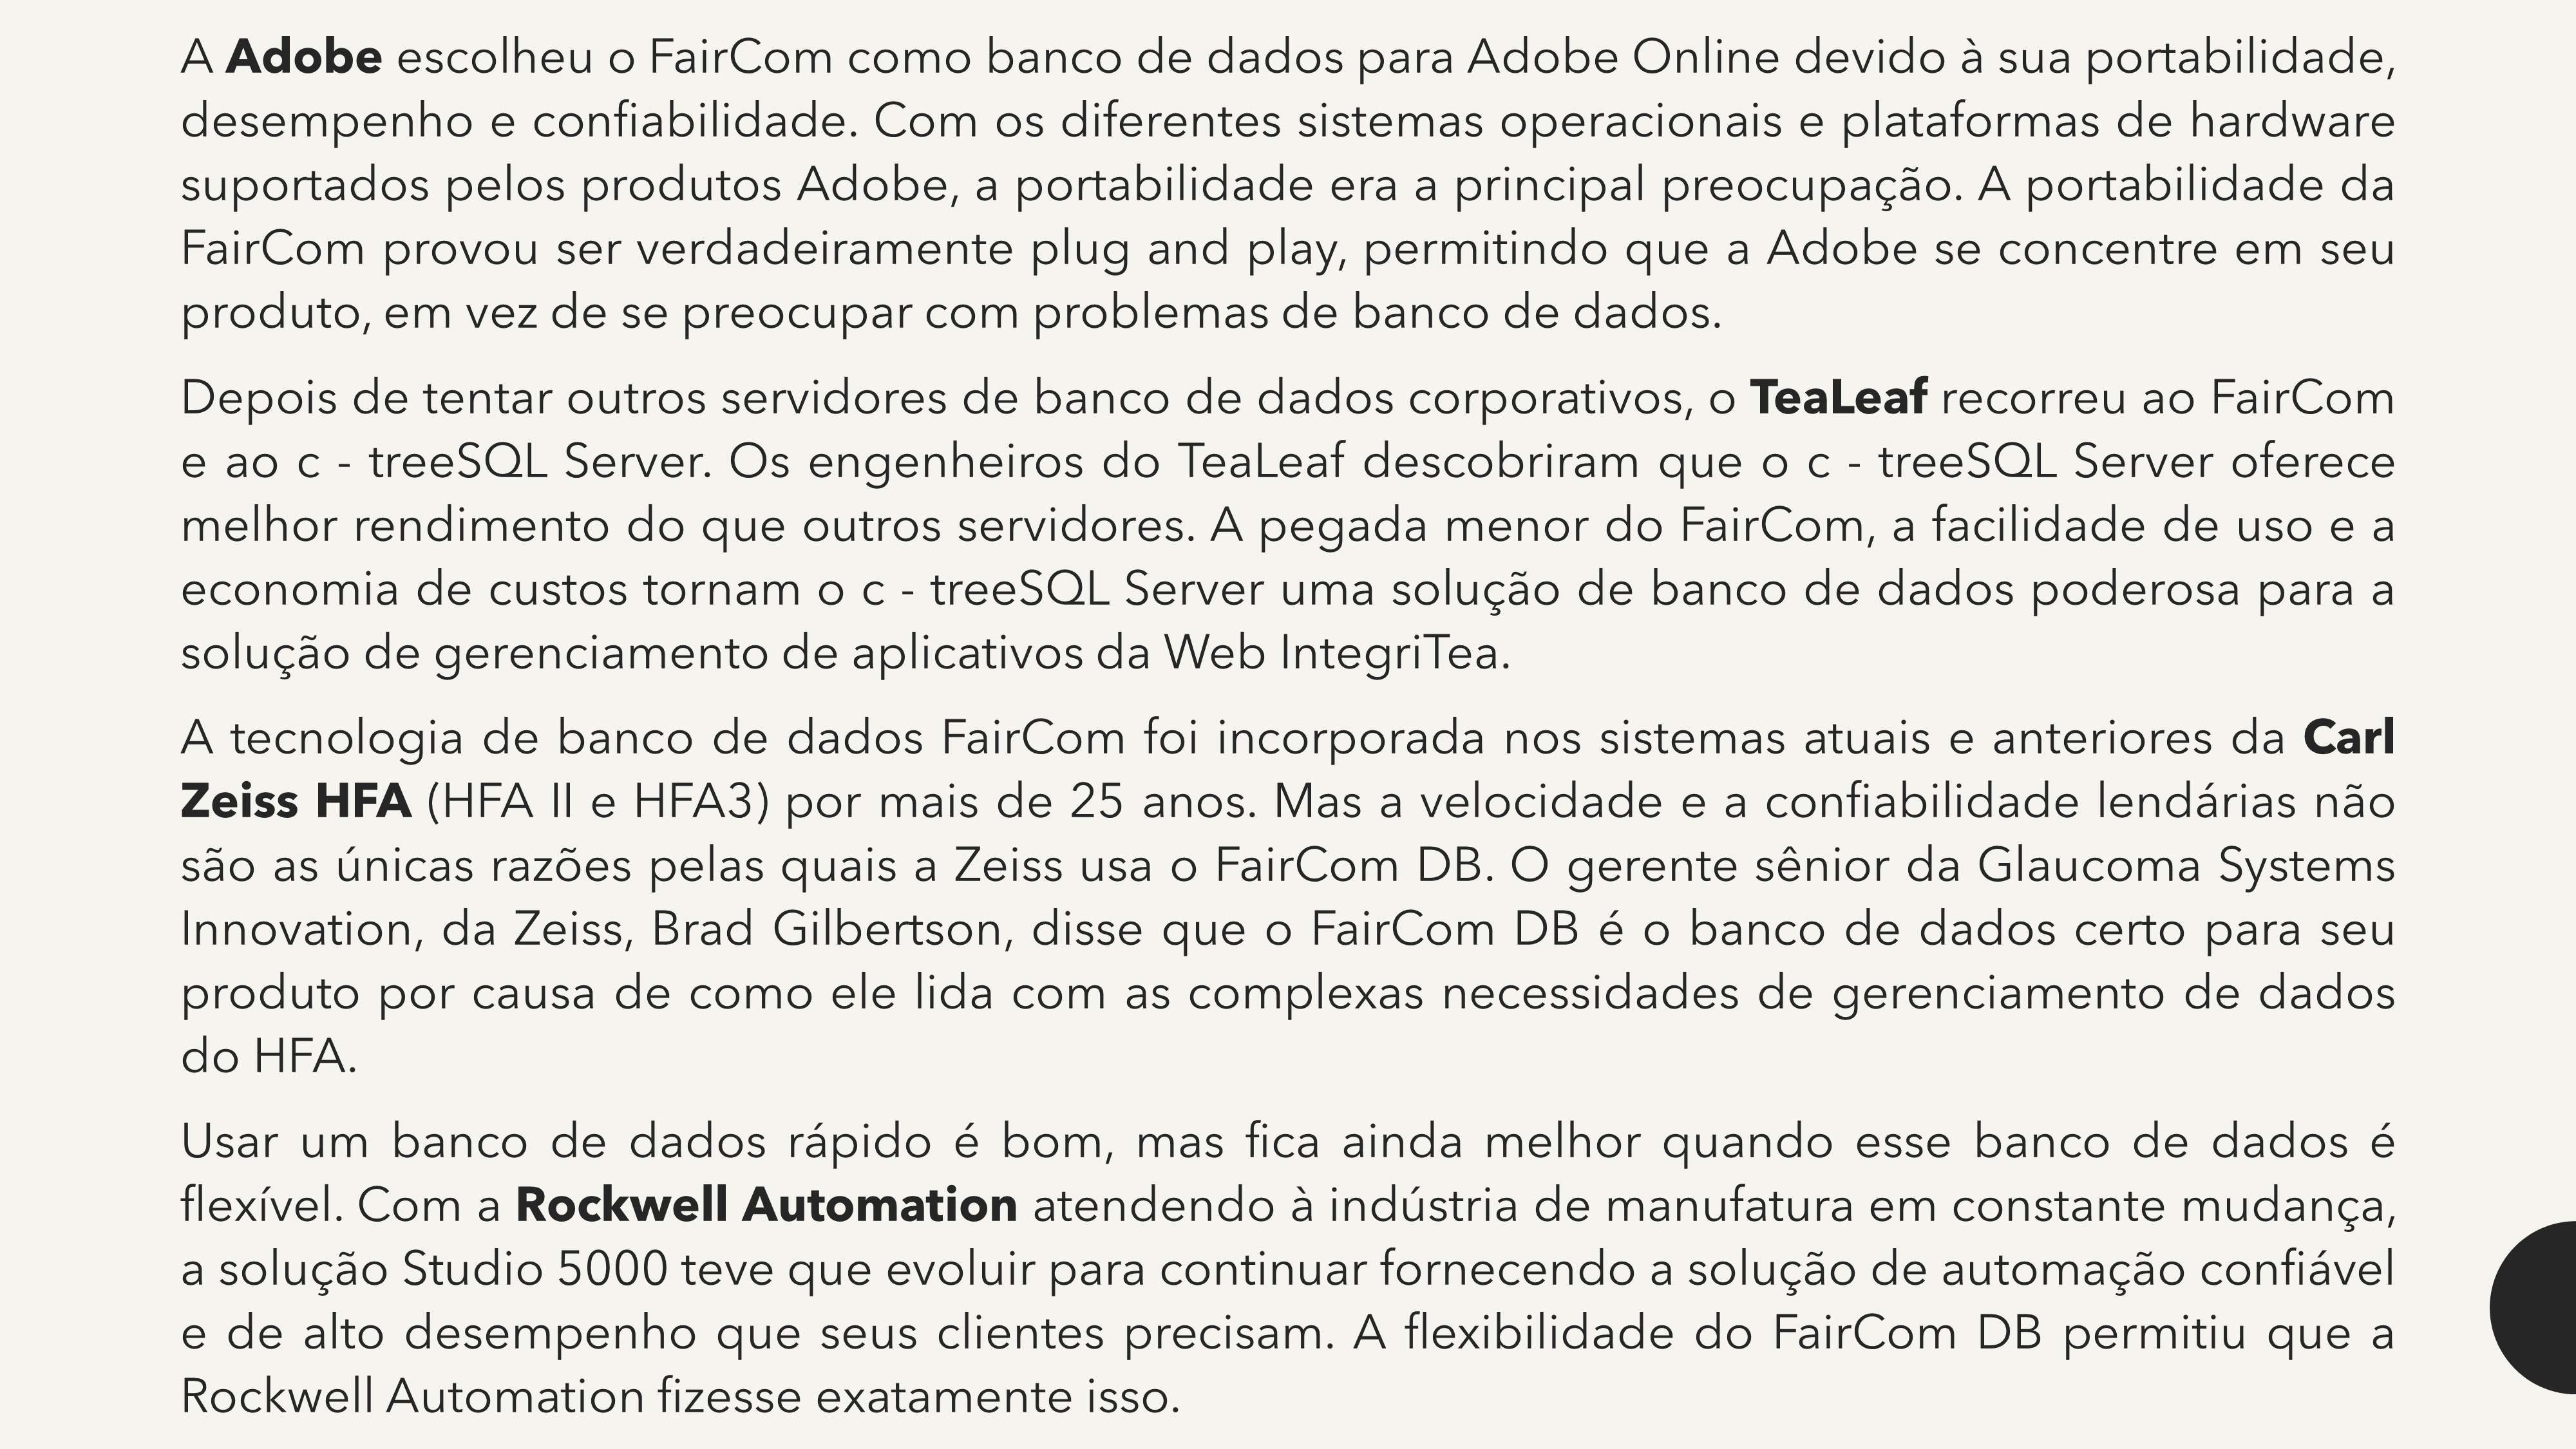 A Adobe escolheu o FairCom como banco de dados para Adobe Online devido à sua portabilidade,
desempenho e confiabilidade. Com os diferentes sistemas operacionais e plataformas de hardware
suportados pelos produtos Adobe, a portabilidade era a principal preocupação. A portabilidade da
FairCom provou ser verdadeiramente plug and play, permitindo que a Adobe se concentre em seu
produto, em vez de se preocupar com problemas de banco de dados.
Depois de tentar outros servidores de banco de dados corporativos, o TeaLeaf recorreu ao FairCom
e ao c - treeSQL Server. Os engenheiros do TeaLeaf descobriram que o c - treeSQL Server oferece
melhor rendimento do que outros servidores. A pegada menor do FairCom, a facilidade de uso e a
economia de custos tornam o c - treeSQL Server uma solução de banco de dados poderosa para a
solução de gerenciamento de aplicativos da Web IntegriTea.
A tecnologia de banco de dados FairCom foi incorporada nos sistemas atuais e anteriores da Carl
Zeiss HFA (HFA II e HFA3) por mais de 25 anos. Mas a velocidade e a confiabilidade lendárias não
são as únicas razões pelas quais a Zeiss usa o FairCom DB. O gerente sênior da Glaucoma Systems
Innovation, da Zeiss, Brad Gilbertson, disse que o FairCom DB é o banco de dados certo para seu
produto por causa de como ele lida com as complexas necessidades de gerenciamento de dados
do HFA.
Usar um banco de dados rápido é bom, mas fica ainda melhor quando esse banco de dados é
flexível. Com a Rockwell Automation atendendo à indústria de manufatura em constante mudança,
a solução Studio 5000 teve que evoluir para continuar fornecendo a solução de automação confiável
e de alto desempenho que seus clientes precisam. A flexibilidade do FairCom DB permitiu que a
Rockwell Automation fizesse exatamente isso.